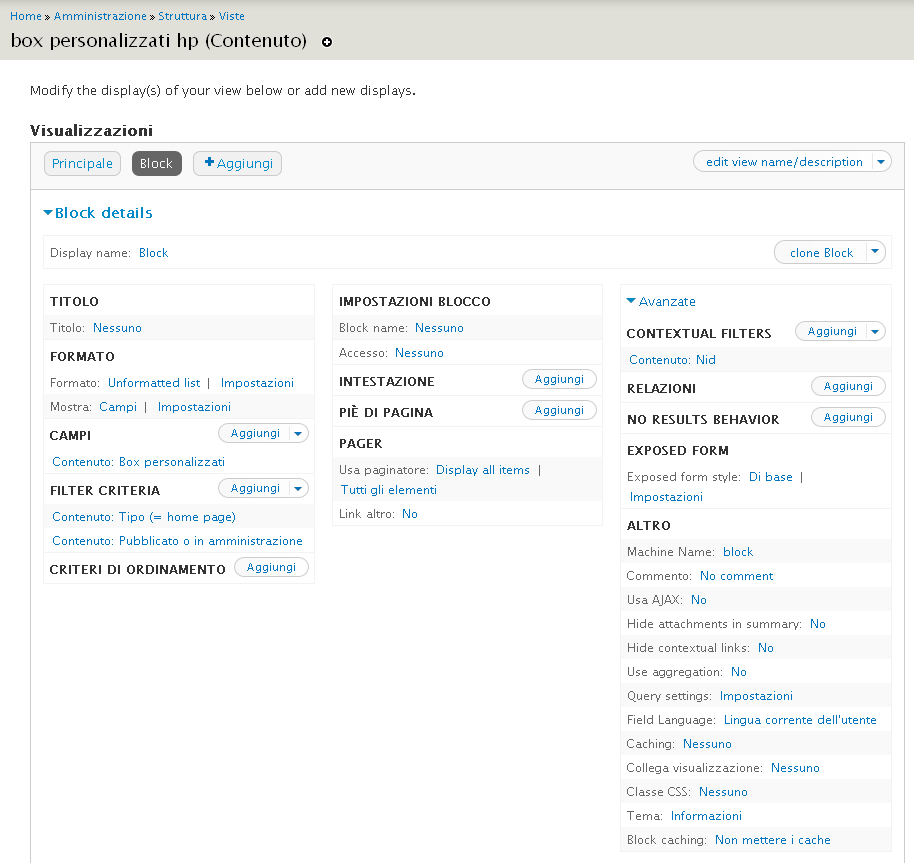 Home » Amministrazione » Struttura » Viste
box personalizzati hp (Contenuto)
Modify the display(s) of your view below or add new displays.
Visualizzazioni
Principale Block Aggiungi edit view name/description
Block details
Display name: Block clone Block
TITOLO
Titolo: Nessuno
FORMATO
Formato: Unformatted list | Impostazioni
Mostra: Campi | Impostazioni
CAMPI Aggiungi
Contenuto: Box personalizzati
FILTER CRITERIA Aggiungi
Contenuto: Tipo (= home page)
Contenuto: Pubblicato o in amministrazione
CRITERI DI ORDINAMENTO Aggiungi
IMPOSTAZIONI BLOCCO
Block name: Nessuno
Accesso: Nessuno
INTESTAZIONE Aggiungi
PIÈ DI PAGINA Aggiungi
PAGER
Usa paginatore: Display all items |
Tutti gli elementi
Link altro: No
Avanzate
CONTEXTUAL FILTERS Aggiungi
Contenuto: Nid
RELAZIONI Aggiungi
NO RESULTS BEHAVIOR Aggiungi
EXPOSED FORM
Exposed form style: Di base |
Impostazioni
ALTRO
Machine Name: block
Commento: No comment
Usa AJAX: No
Hide attachments in summary: No
Hide contextual links: No
Use aggregation: No
Query settings: Impostazioni
Field Language: Lingua corrente dell'utente
Caching: Nessuno
Collega visualizzazione: Nessuno
Classe CSS: Nessuno
Tema: Informazioni
Block caching: Non mettere i cache